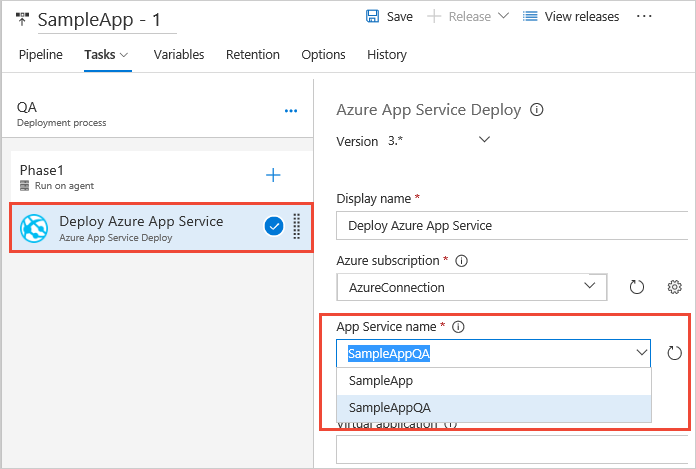 SampleApp - 1
Save
Release
View releases
...
Pipeline
Tasks
Variables
Retention
Options
History
QA
Deployment process
...
Phase1
Run on agent
Deploy Azure App Service
Azure App Service Deploy
Azure App Service Deploy
Version 3.*
Display name *
Deploy Azure App Service
Azure subscription *
AzureConnection
App Service name *
SampleAppQA
SampleApp
SampleAppQA
Virtual application